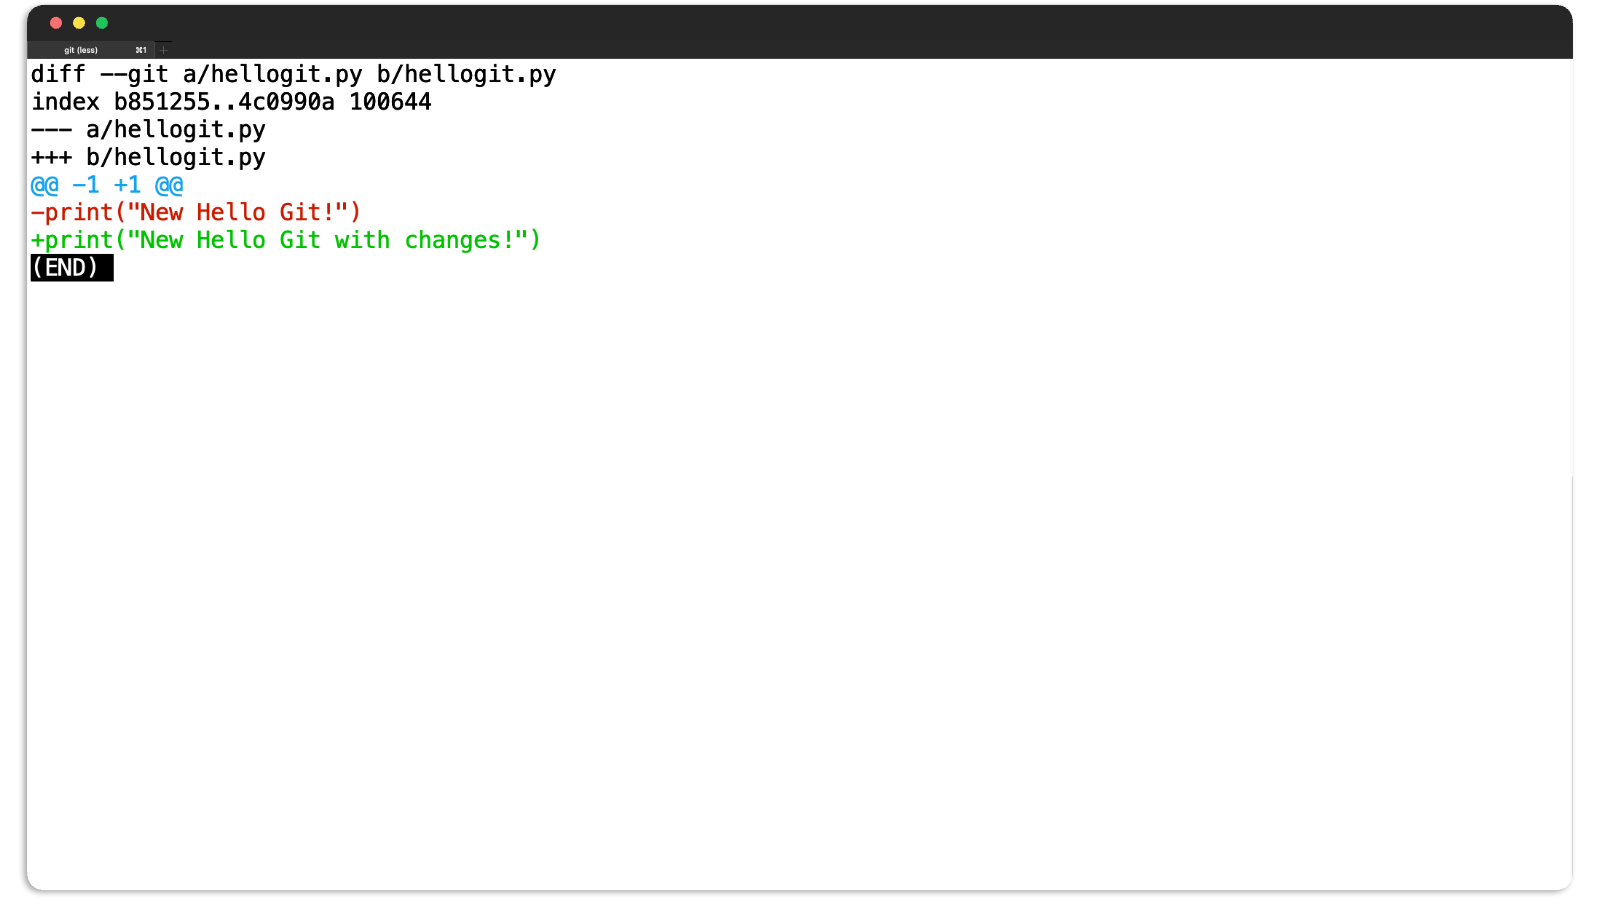 git (less) ⌘1 +
diff --git a/hellogit.py b/hellogit.py
index b851255..4c0990a 100644
--- a/hellogit.py
+++ b/hellogit.py
@@ -1 +1 @@
-print("New Hello Git!")
+print("New Hello Git with changes!")
(END)